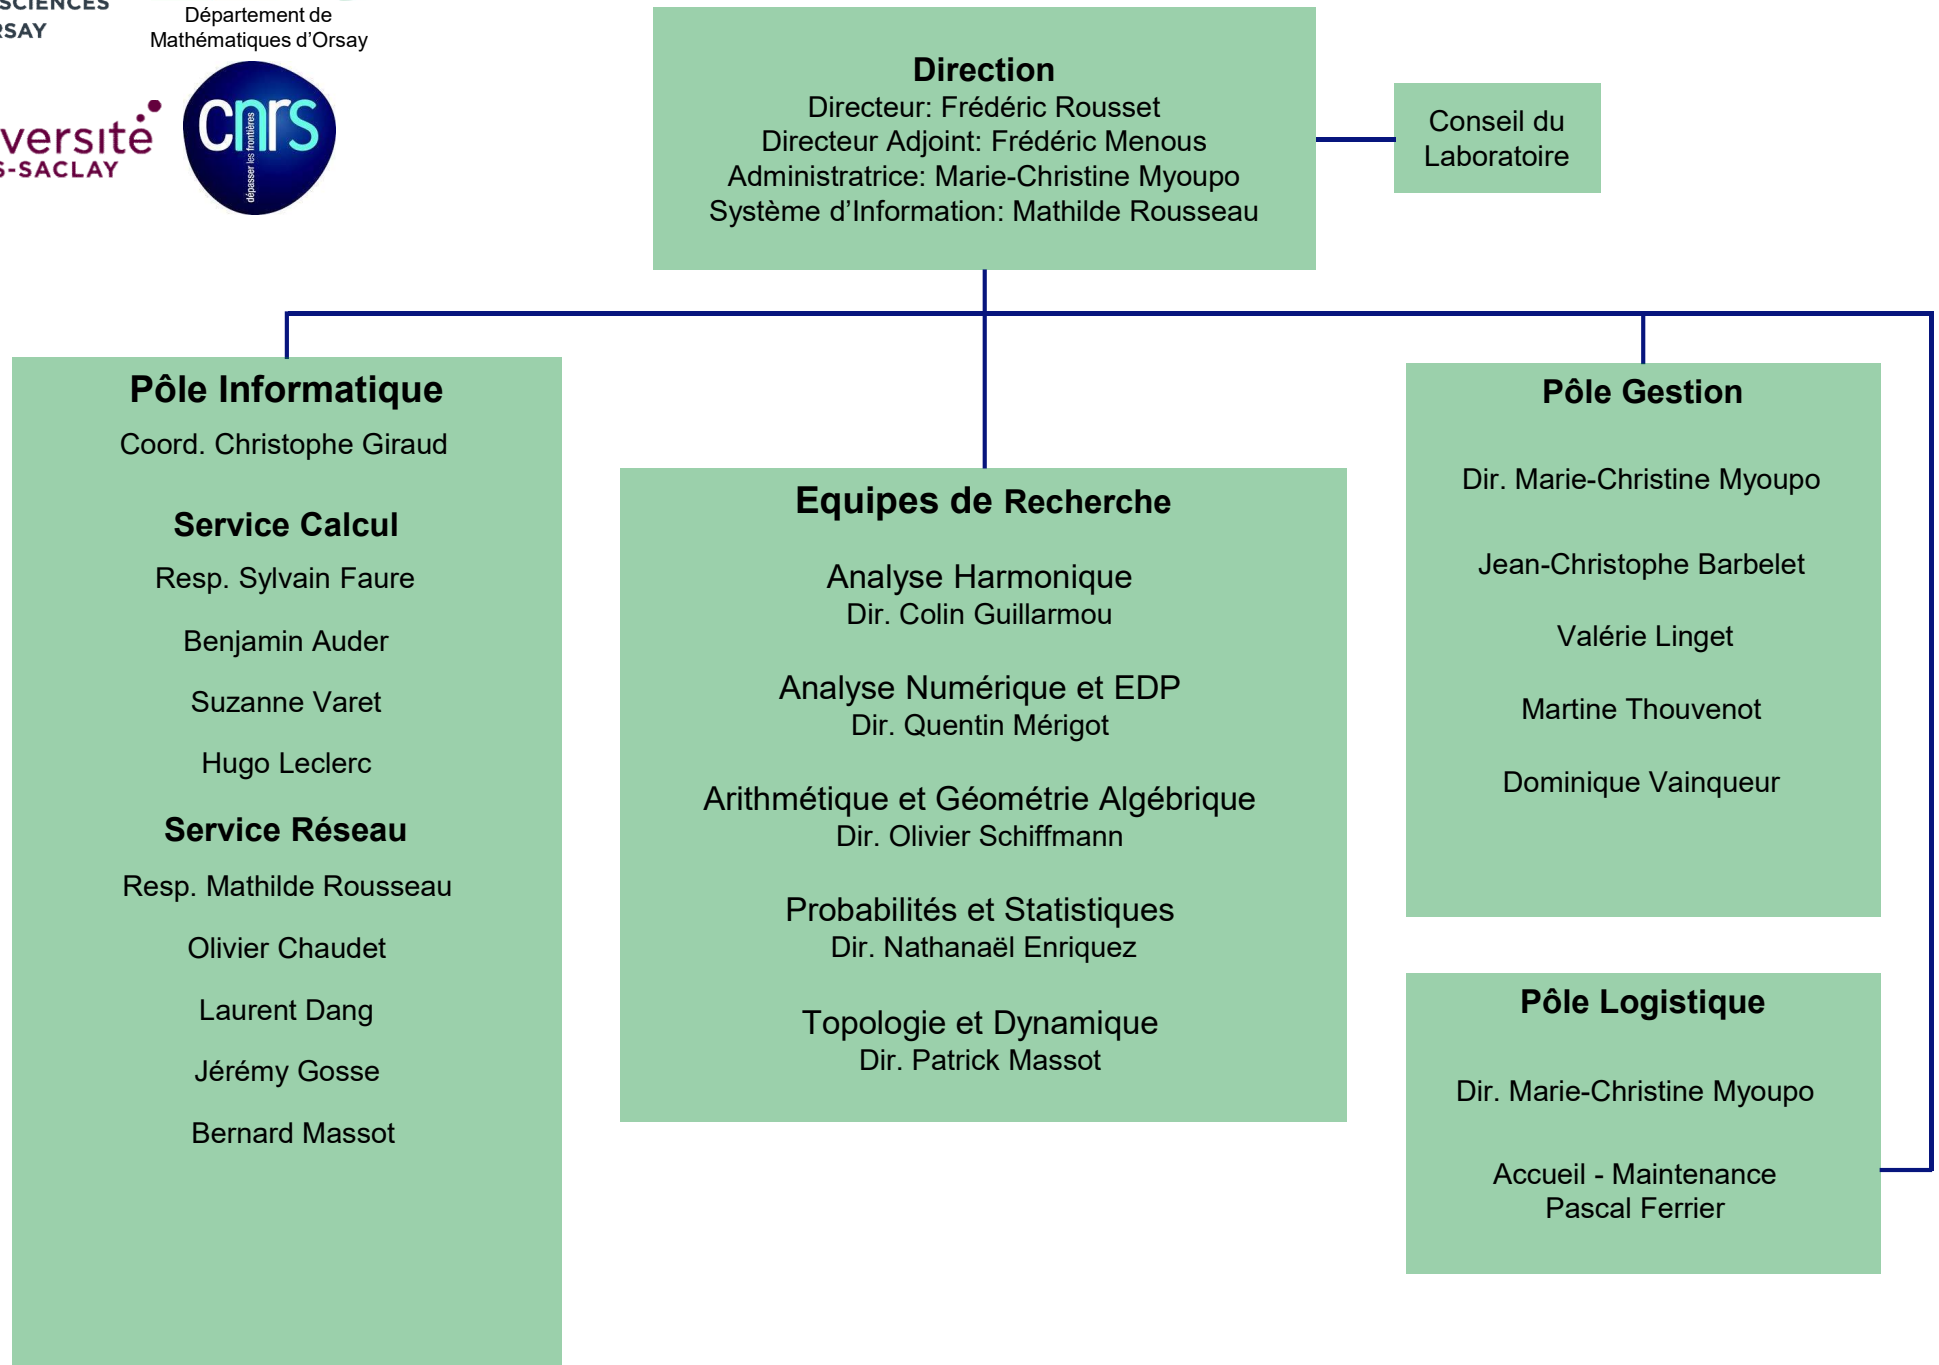 SCIENCES
Département de
Mathématiques d'Orsay
cnrs
dépasser les frontières
Direction
Directeur: Frédéric Rousset
Directeur Adjoint: Frédéric Menous
Administratrice: Marie-Christine Myoupo
Système d'Information: Mathilde Rousseau
Conseil du
Laboratoire
Pôle Informatique
Coord. Christophe Giraud
Service Calcul
Resp. Sylvain Faure
Benjamin Auder
Suzanne Varet
Hugo Leclerc
Service Réseau
Resp. Mathilde Rousseau
Olivier Chaudet
Laurent Dang
Jérémy Gosse
Bernard Massot
Equipes de Recherche
Analyse Harmonique
Dir. Colin Guillarmou
Analyse Numérique et EDP
Dir. Quentin Mérigot
Arithmétique et Géométrie Algébrique
Dir. Olivier Schiffmann
Probabilités et Statistiques
Dir. Nathanaël Enriquez
Topologie et Dynamique
Dir. Patrick Massot
Pôle Gestion
Dir. Marie-Christine Myoupo
Jean-Christophe Barbelet
Valérie Linget
Martine Thouvenot
Dominique Vainqueur
Pôle Logistique
Dir. Marie-Christine Myoupo
Accueil - Maintenance
Pascal Ferrier